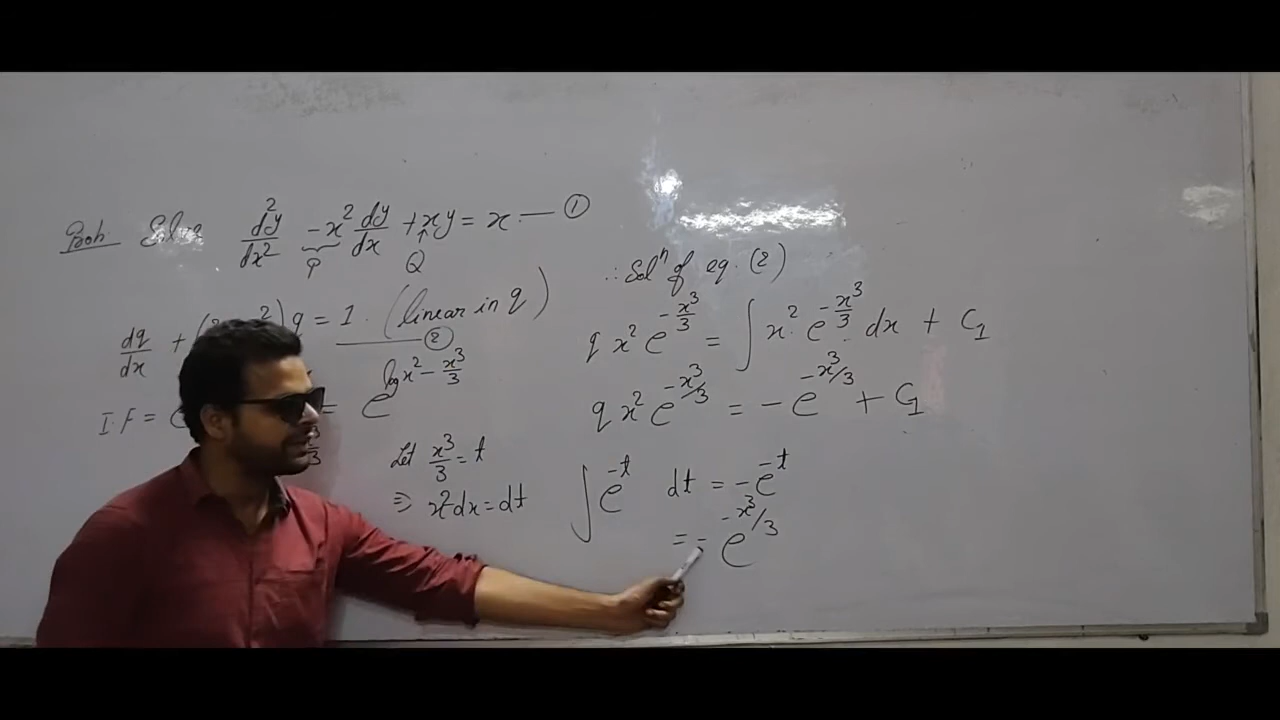 Prob. Solve d²y/dx² - x² dy/dx + xy = x — ①
P Q
dq/dx + ( ²) q = 1. (linear in q)
②
I.F = e = e^(log x² - x³/3)
Let x³/3 = t
⇒ x²dx = dt
∴ Solⁿ of eq. (2)
q x² e^(-x³/3) = ∫ x². e^(-x³/3). dx + C₁
q x² e^(-x³/3) = - e^(-x³/3) + C₁
∫ e^(-t) dt = - e^(-t)
= - e^(-x³/3)